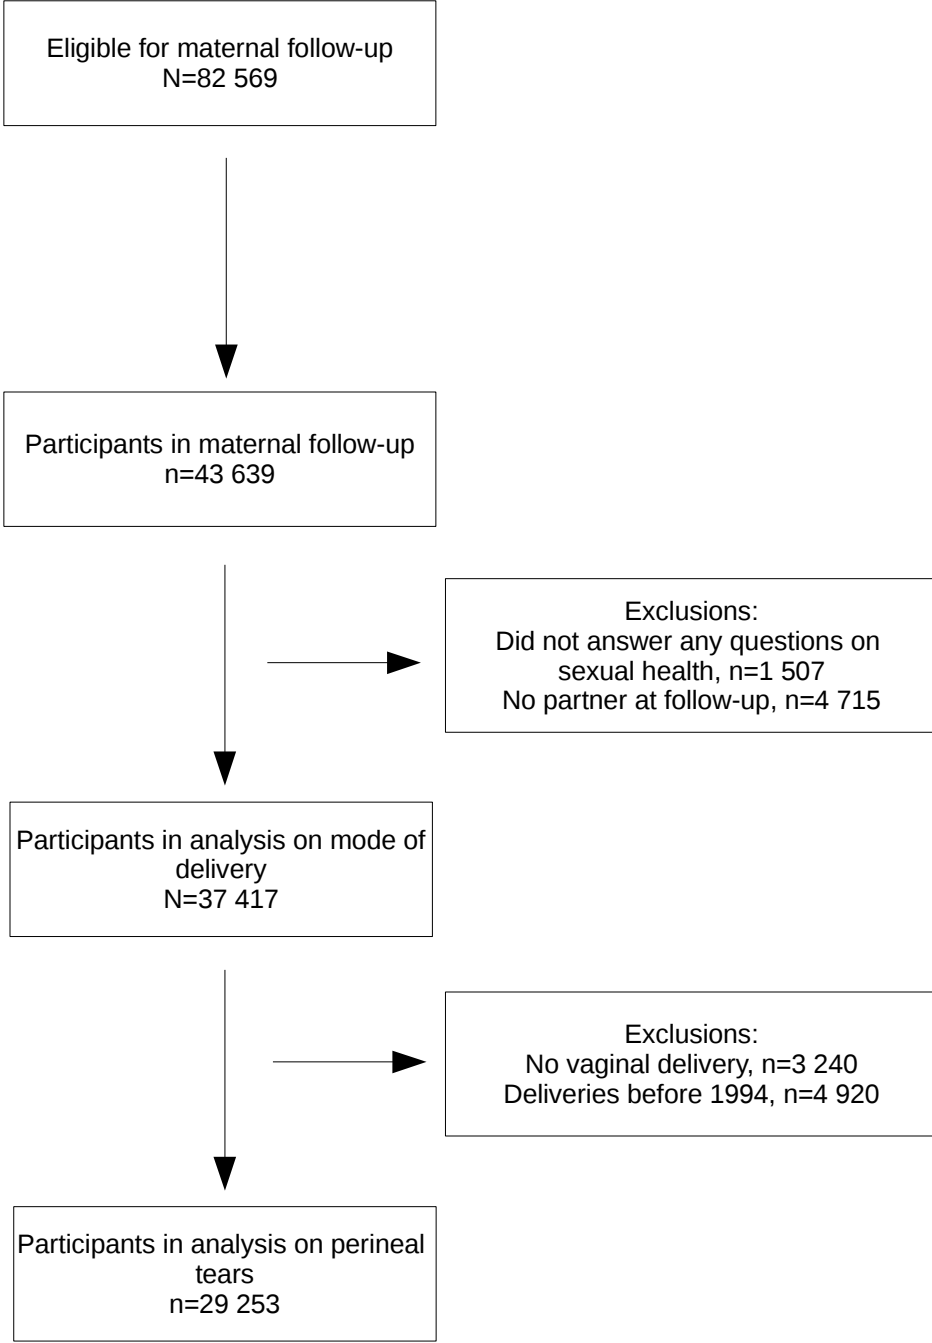 Eligible for maternal follow-up
N=82 569
Participants in maternal follow-up
n=43 639
Exclusions:
Did not answer any questions on
sexual health, n=1 507
No partner at follow-up, n=4 715
Participants in analysis on mode of
delivery
N=37 417
Exclusions:
No vaginal delivery, n=3 240
Deliveries before 1994, n=4 920
Participants in analysis on perineal
tears
n=29 253